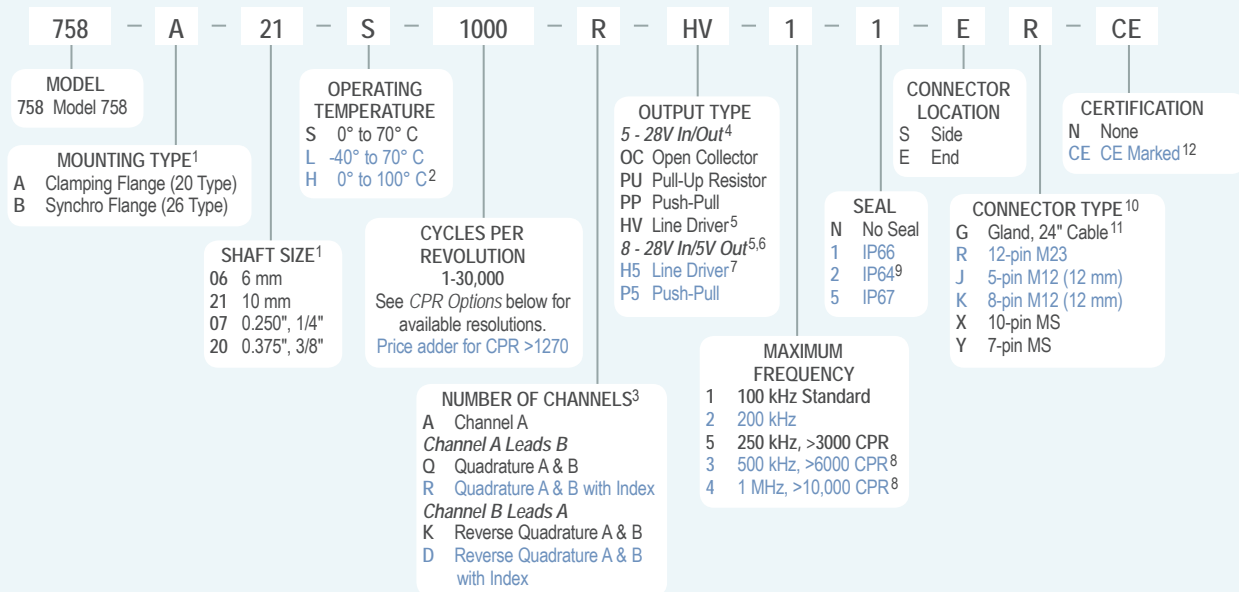 758 – A – 21 – S – 1000 – R – HV – 1 – 1 – E R – CE
MODEL
758 Model 758
MOUNTING TYPE1
A Clamping Flange (20 Type)
B Synchro Flange (26 Type)
SHAFT SIZE1
06 6 mm
21 10 mm
07 0.250", 1/4"
20 0.375", 3/8"
OPERATING
TEMPERATURE
S 0° to 70° C
L -40° to 70° C
H 0° to 100° C2
CYCLES PER
REVOLUTION
1-30,000
See CPR Options below for
available resolutions.
Price adder for CPR >1270
NUMBER OF CHANNELS3
A Channel A
Channel A Leads B
Q Quadrature A & B
R Quadrature A & B with Index
Channel B Leads A
K Reverse Quadrature A & B
D Reverse Quadrature A & B
with Index
OUTPUT TYPE
5 - 28V In/Out4
OC Open Collector
PU Pull-Up Resistor
PP Push-Pull
HV Line Driver5
8 - 28V In/5V Out5,6
H5 Line Driver7
P5 Push-Pull
MAXIMUM
FREQUENCY
1 100 kHz Standard
2 200 kHz
5 250 kHz, >3000 CPR
3 500 kHz, >6000 CPR8
4 1 MHz, >10,000 CPR8
SEAL
N No Seal
1 IP66
2 IP649
5 IP67
CONNECTOR
LOCATION
S Side
E End
CONNECTOR TYPE10
G Gland, 24" Cable11
R 12-pin M23
J 5-pin M12 (12 mm)
K 8-pin M12 (12 mm)
X 10-pin MS
Y 7-pin MS
CERTIFICATION
N None
CE CE Marked12